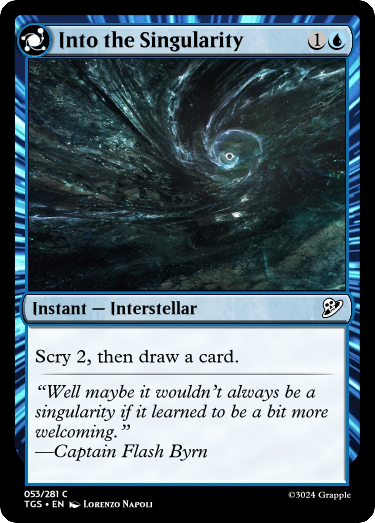 Into the Singularity 1
Instant — Interstellar
Scry 2, then draw a card.
“Well maybe it wouldn’t always be a
singularity if it learned to be a bit more
welcoming.”
—Captain Flash Byrn
053/281 C
TGS • EN Lorenzo Napoli
©3024 Grapple